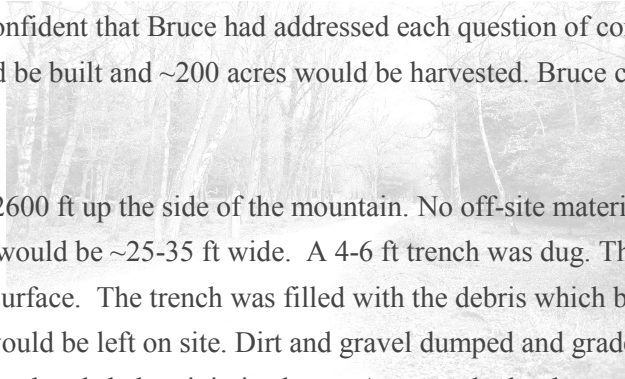 onfident that Bruce had addressed each question of co
d be built and ~200 acres would be harvested. Bruce c
2600 ft up the side of the mountain. No off-site materi
would be ~25-35 ft wide.  A 4-6 ft trench was dug. Th
urface.  The trench was filled with the debris which b
ould be left on site. Dirt and gravel dumped and grad